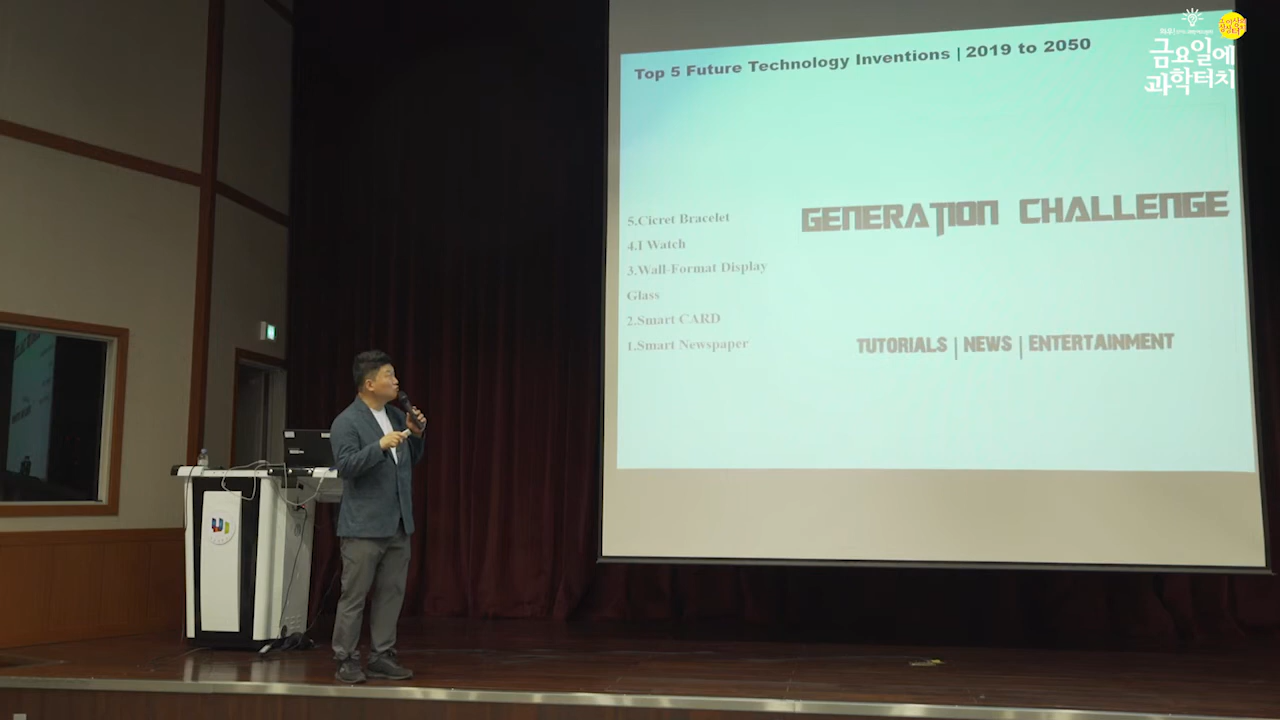 Top 5 Future Technology Inventions | 2019 to 2050
금요일에
과학터치
5.Cicret Bracelet
4.I Watch
3.Wall-Format Display
Glass
2.Smart CARD
1.Smart Newspaper
GENERATION CHALLENGE
TUTORIALS | NEWS | ENTERTAINMENT